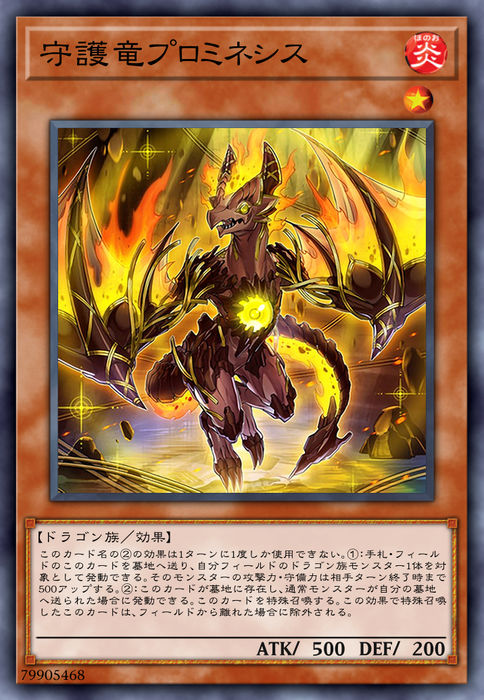 守護竜プロミネシス
ほのお
炎
【ドラゴン族／効果】
このカード名の②の効果は1ターンに1度しか使用できない。①：手札・フィール
ドのこのカードを墓地へ送り、自分フィールドのドラゴン族モンスター1体を対
象として発動できる。そのモンスターの攻撃力・守備力は相手ターン終了時まで
500アップする。②：このカードが墓地に存在し、通常モンスターが自分の墓地
へ送られた場合に発動できる。このカードを特殊召喚する。この効果で特殊召喚
したこのカードは、フィールドから離れた場合に除外される。
ATK/ 500 DEF/ 200
79905468